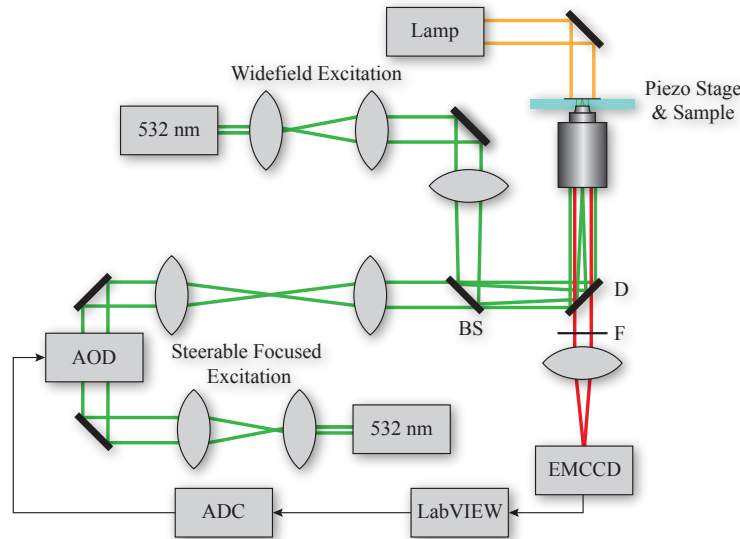 Lamp
Widefield Excitation
Piezo Stage
& Sample
532 nm
D
BS
F
AOD
Steerable Focused
Excitation
532 nm
EMCCD
ADC
LabVIEW